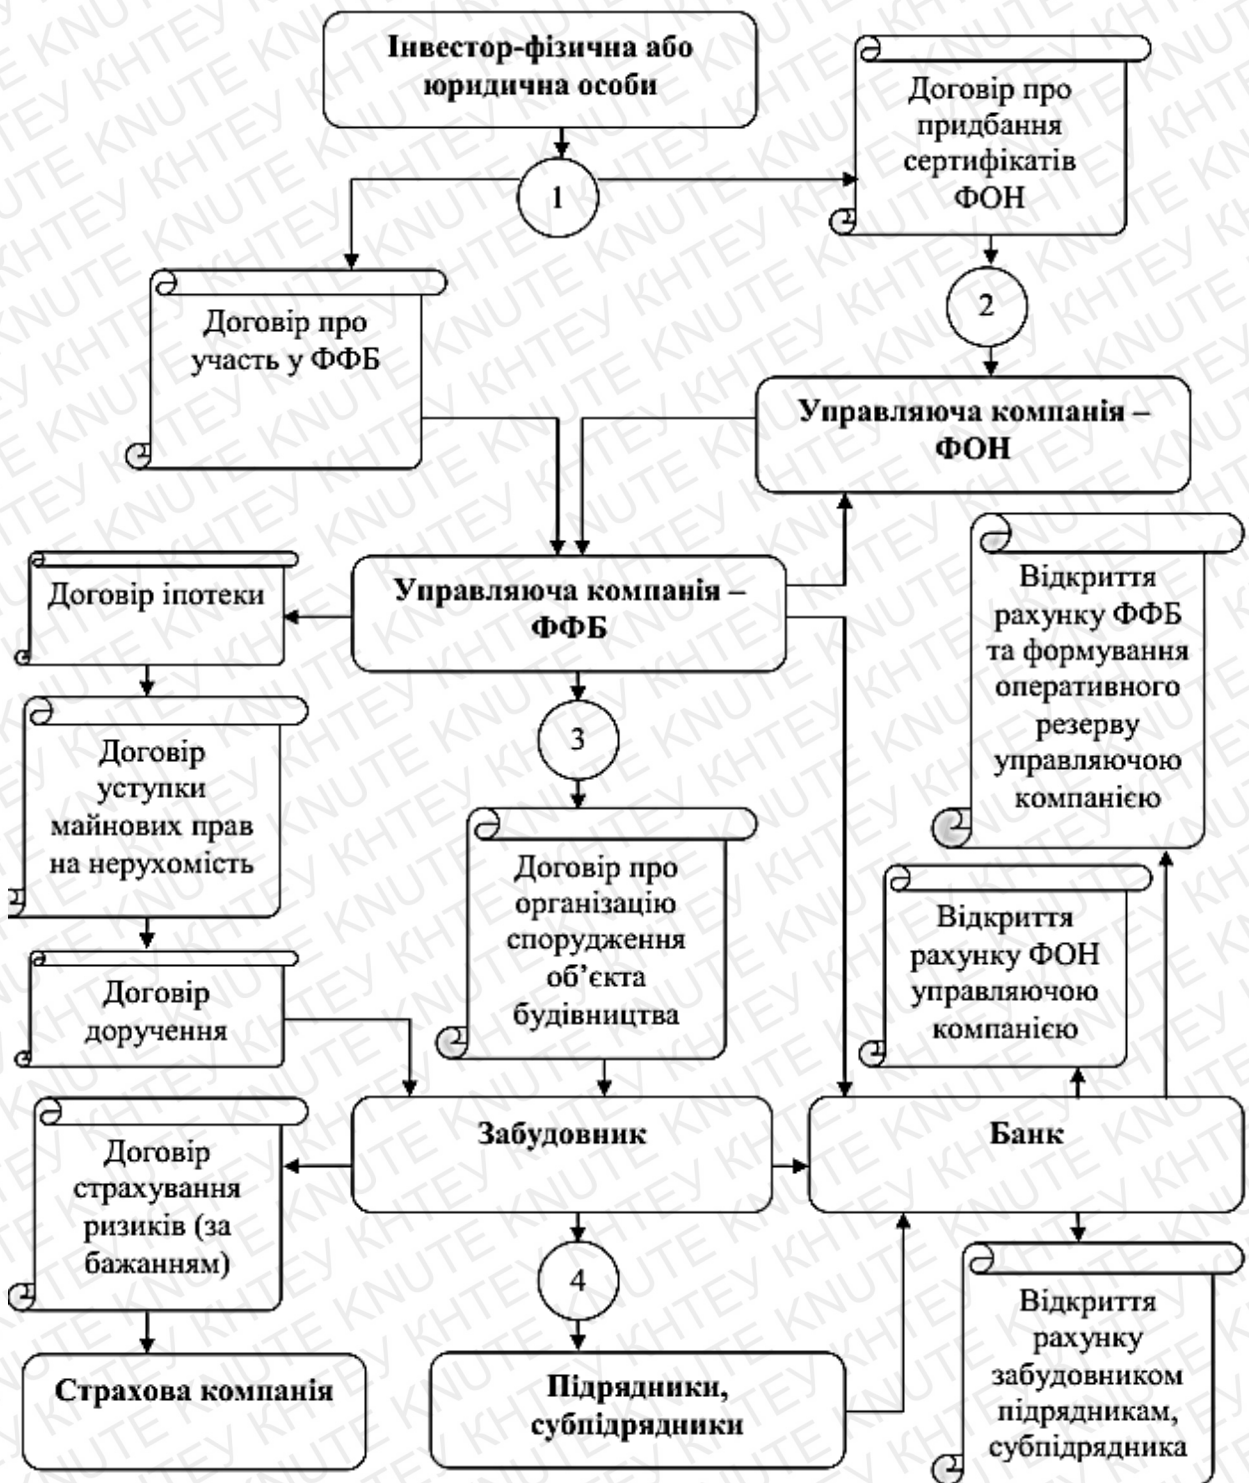 Інвестор-фізична або
юридична особи
Договір про
придбання
сертифікатів
ФОН
1
2
Договір про
участь у ФФБ
Управляюча компанія –
ФОН
Договір іпотеки
Управляюча компанія –
ФФБ
Відкриття
рахунку ФФБ
та формування
оперативного
резерву
управляючою
компанією
Договір
уступки
майнових прав
на нерухомість
3
Договір про
організацію
спорудження
об’єкта
будівництва
Відкриття
рахунку ФОН
управляючою
компанією
Договір
доручення
Забудовник
Банк
Договір
страхування
ризиків (за
бажанням)
4
Відкриття
рахунку
забудовником
підрядникам,
субпідрядника
Страхова компанія
Підрядники,
субпідрядники
KNUTE КНТЕУ